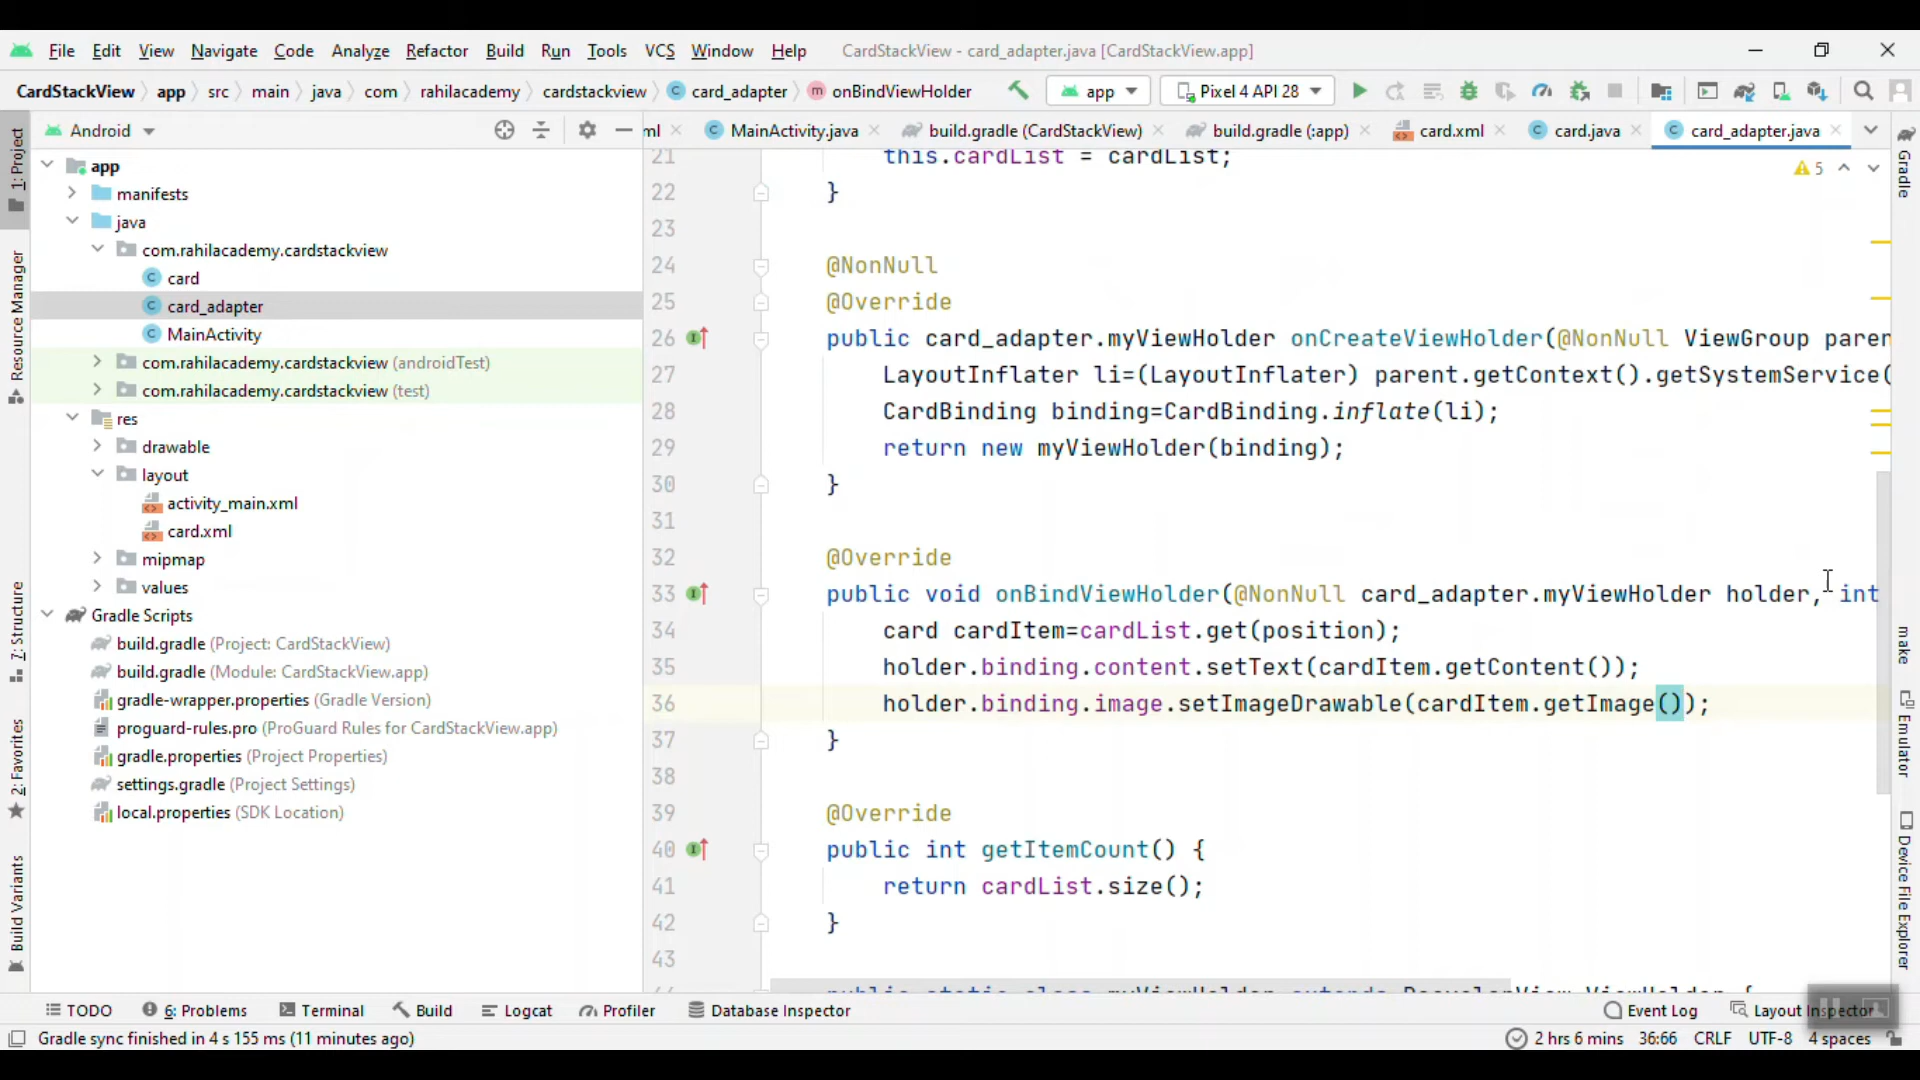 File Edit View Navigate Code Analyze Refactor Build Run Tools VCS Window Help CardStackView - card_adapter.java [CardStackView.app]
CardStackView app src main java com rahilacademy cardstackview card_adapter onBindViewHolder app Pixel 4 API 28
Android
ml MainActivity.java build.gradle (CardStackView) build.gradle (:app) card.xml card.java card_adapter.java
1: Project
Resource Manager
7: Structure
2: Favorites
Build Variants
app
manifests
java
com.rahilacademy.cardstackview
card
card_adapter
MainActivity
com.rahilacademy.cardstackview (androidTest)
com.rahilacademy.cardstackview (test)
res
drawable
layout
activity_main.xml
card.xml
mipmap
values
Gradle Scripts
build.gradle (Project: CardStackView)
build.gradle (Module: CardStackView.app)
gradle-wrapper.properties (Gradle Version)
proguard-rules.pro (ProGuard Rules for CardStackView.app)
gradle.properties (Project Properties)
settings.gradle (Project Settings)
local.properties (SDK Location)
5
21 this.cardList = cardList;
22 }
23
24 @NonNull
25 @Override
26 public card_adapter.myViewHolder onCreateViewHolder(@NonNull ViewGroup paren
27 LayoutInflater li=(LayoutInflater) parent.getContext().getSystemService(
28 CardBinding binding=CardBinding.inflate(li);
29 return new myViewHolder(binding);
30 }
31
32 @Override
33 public void onBindViewHolder(@NonNull card_adapter.myViewHolder holder, int
34 card cardItem=cardList.get(position);
35 holder.binding.content.setText(cardItem.getContent());
36 holder.binding.image.setImageDrawable(cardItem.getImage());
37 }
38
39 @Override
40 public int getItemCount() {
41 return cardList.size();
42 }
43
public static class myViewHolder extends RecyclerView.ViewHolder {
Gradle
make
Emulator
Device File Explorer
TODO 6: Problems Terminal Build Logcat Profiler Database Inspector Event Log Layout Inspector
Gradle sync finished in 4 s 155 ms (11 minutes ago) 2 hrs 6 mins 36:66 CRLF UTF-8 4 spaces